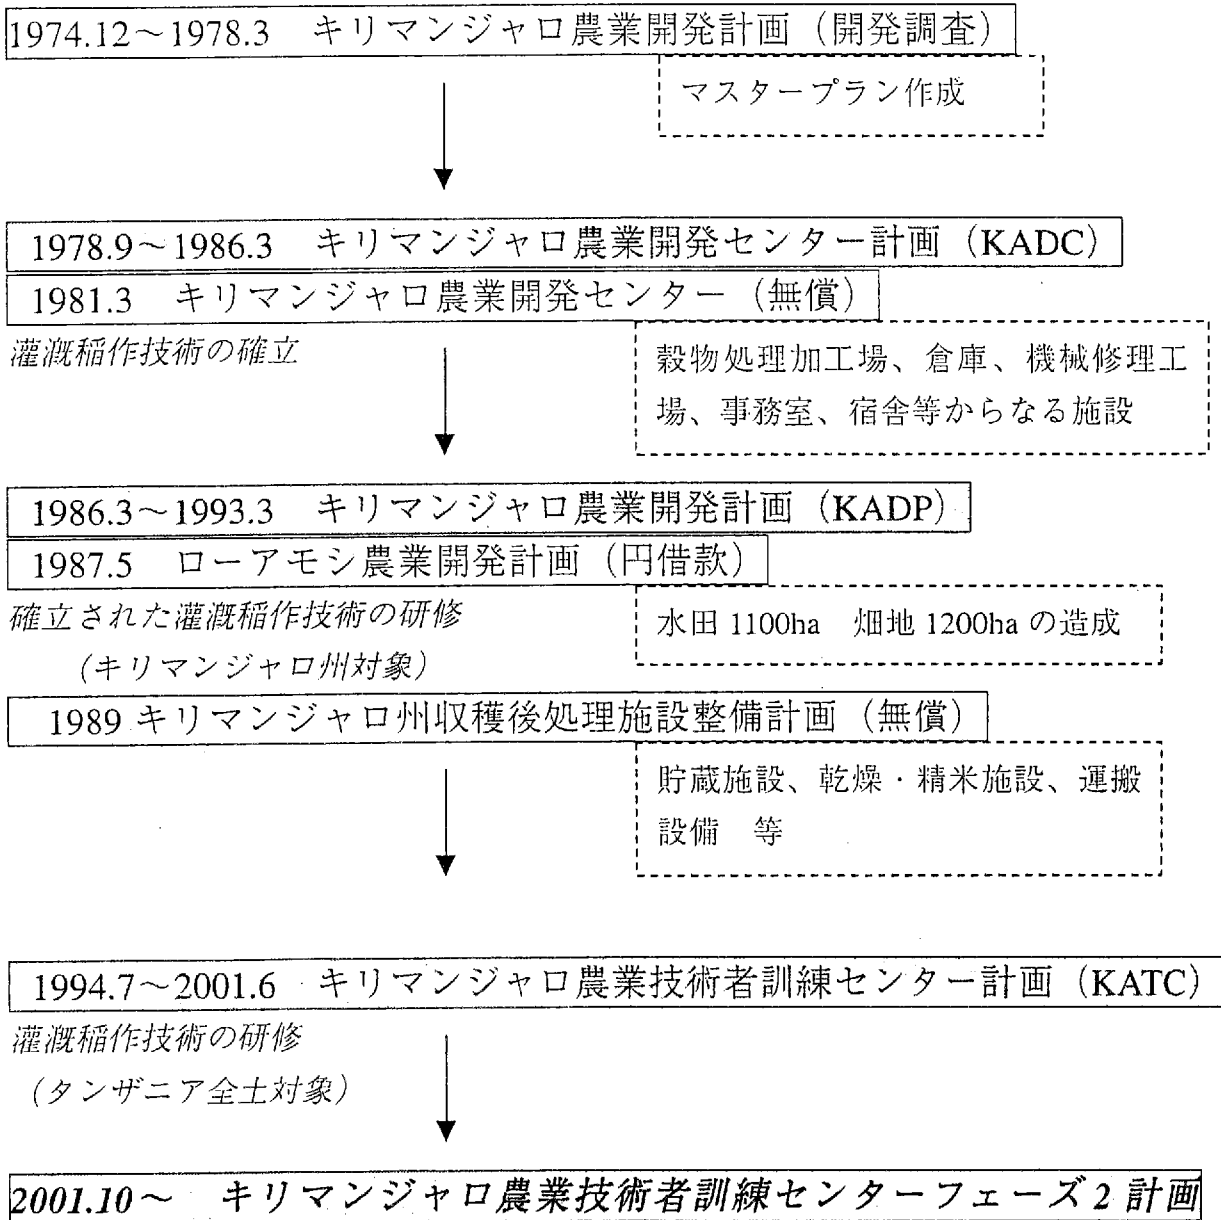 1974.12～1978.3　キリマンジャロ農業開発計画（開発調査）
マスタープラン作成
1978.9～1986.3　キリマンジャロ農業開発センター計画（KADC）
1981.3　キリマンジャロ農業開発センター（無償）
灌漑稲作技術の確立
穀物処理加工場、倉庫、機械修理工
場、事務室、宿舎等からなる施設
1986.3～1993.3　キリマンジャロ農業開発計画（KADP）
1987.5　ローアモシ農業開発計画（円借款）
確立された灌漑稲作技術の研修
（キリマンジャロ州対象）
水田 1100ha　畑地 1200ha の造成
1989 キリマンジャロ州収穫後処理施設整備計画（無償）
貯蔵施設、乾燥・精米施設、運搬
設備　等
1994.7～2001.6　キリマンジャロ農業技術者訓練センター計画（KATC）
灌漑稲作技術の研修
（タンザニア全土対象）
2001.10～　キリマンジャロ農業技術者訓練センターフェーズ 2 計画